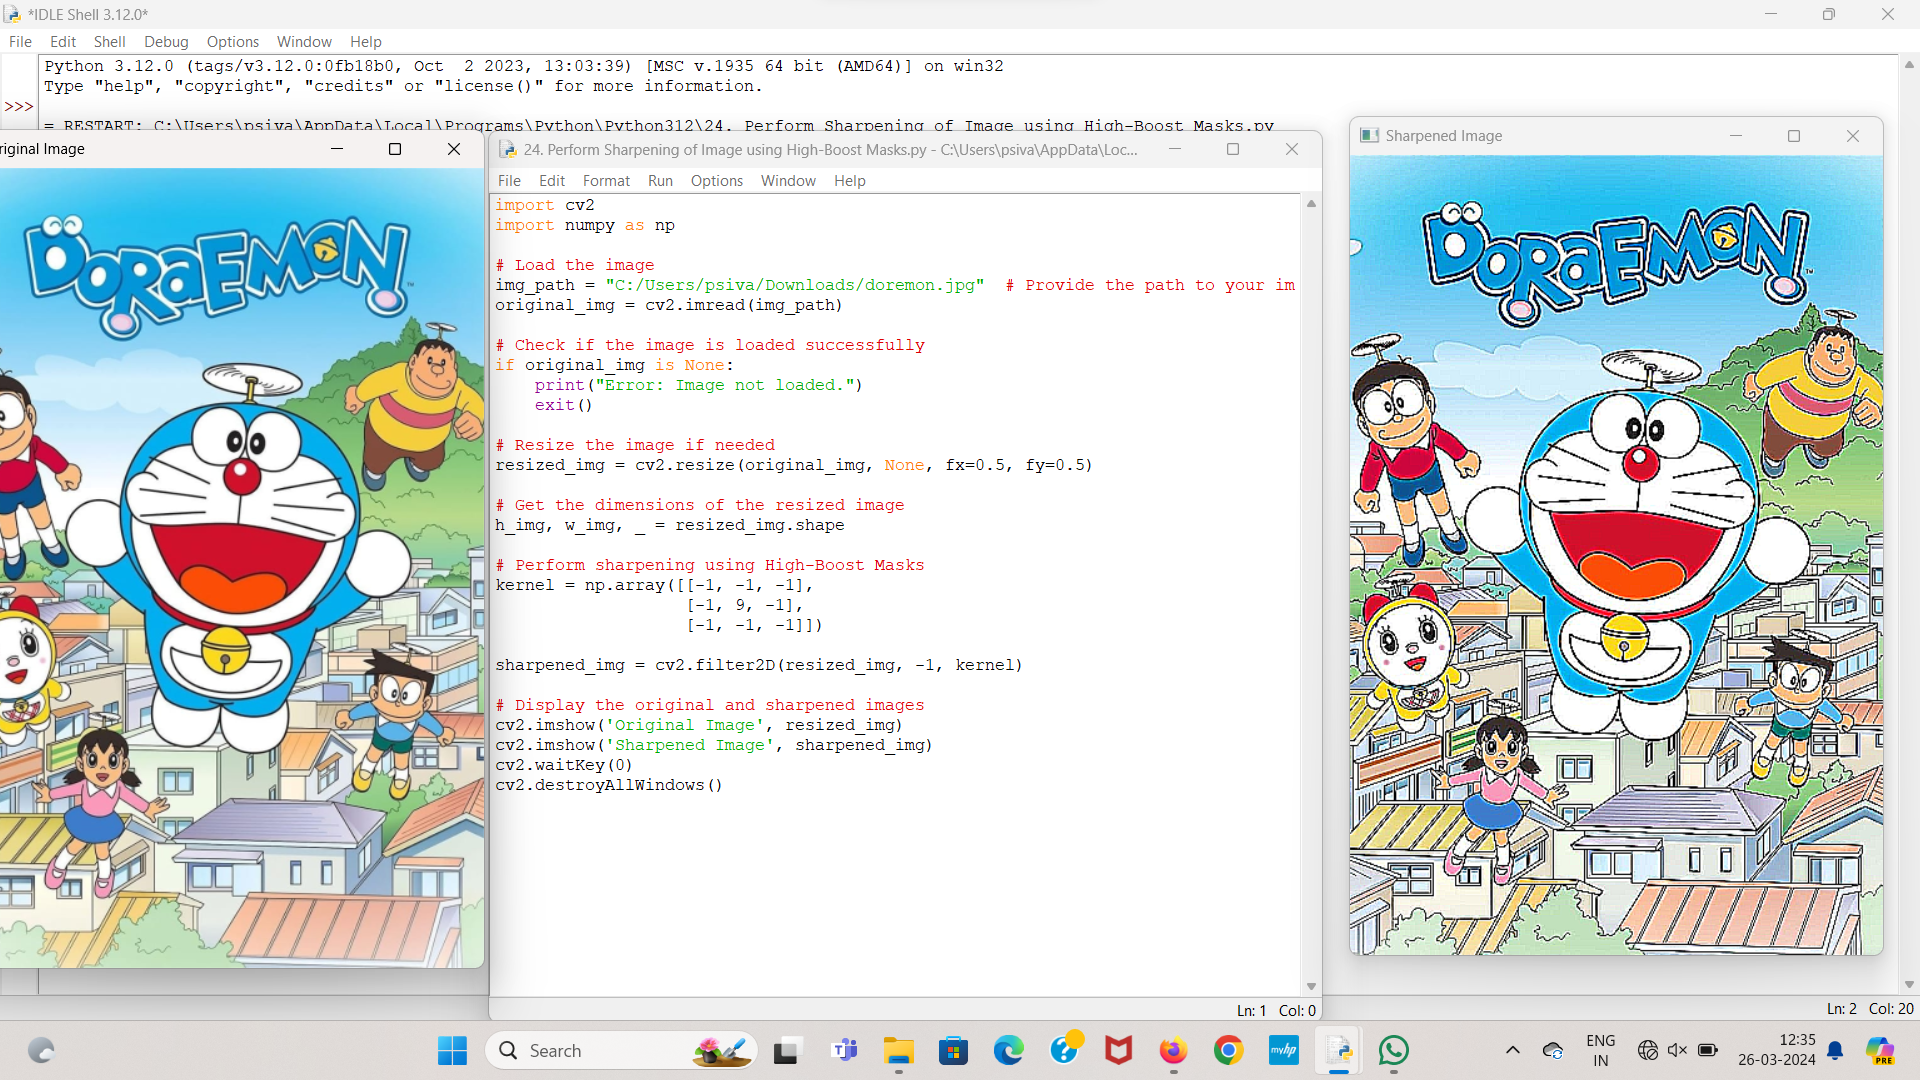 *IDLE Shell 3.12.0*
File Edit Shell Debug Options Window Help
Python 3.12.0 (tags/v3.12.0:0fb18b0, Oct  2 2023, 13:03:39) [MSC v.1935 64 bit (AMD64)] on win32
Type "help", "copyright", "credits" or "license()" for more information.
>>>
= RESTART: C:\Users\psiva\AppData\Local\Programs\Python\Python312\24. Perform Sharpening of Image using High-Boost Masks.py
riginal Image
DORAEMON
24. Perform Sharpening of Image using High-Boost Masks.py - C:\Users\psiva\AppData\Loc...
File Edit Format Run Options Window Help
import cv2
import numpy as np
# Load the image
img_path = "C:/Users/psiva/Downloads/doremon.jpg"  # Provide the path to your im
original_img = cv2.imread(img_path)
# Check if the image is loaded successfully
if original_img is None:
    print("Error: Image not loaded.")
    exit()
# Resize the image if needed
resized_img = cv2.resize(original_img, None, fx=0.5, fy=0.5)
# Get the dimensions of the resized image
h_img, w_img, _ = resized_img.shape
# Perform sharpening using High-Boost Masks
kernel = np.array([[-1, -1, -1],
                   [-1, 9, -1],
                   [-1, -1, -1]])
sharpened_img = cv2.filter2D(resized_img, -1, kernel)
# Display the original and sharpened images
cv2.imshow('Original Image', resized_img)
cv2.imshow('Sharpened Image', sharpened_img)
cv2.waitKey(0)
cv2.destroyAllWindows()
Ln: 1 Col: 0
Sharpened Image
DORAEMON
Ln: 2 Col: 20
Search
myhp
ENG
IN
12:35
26-03-2024
PRE